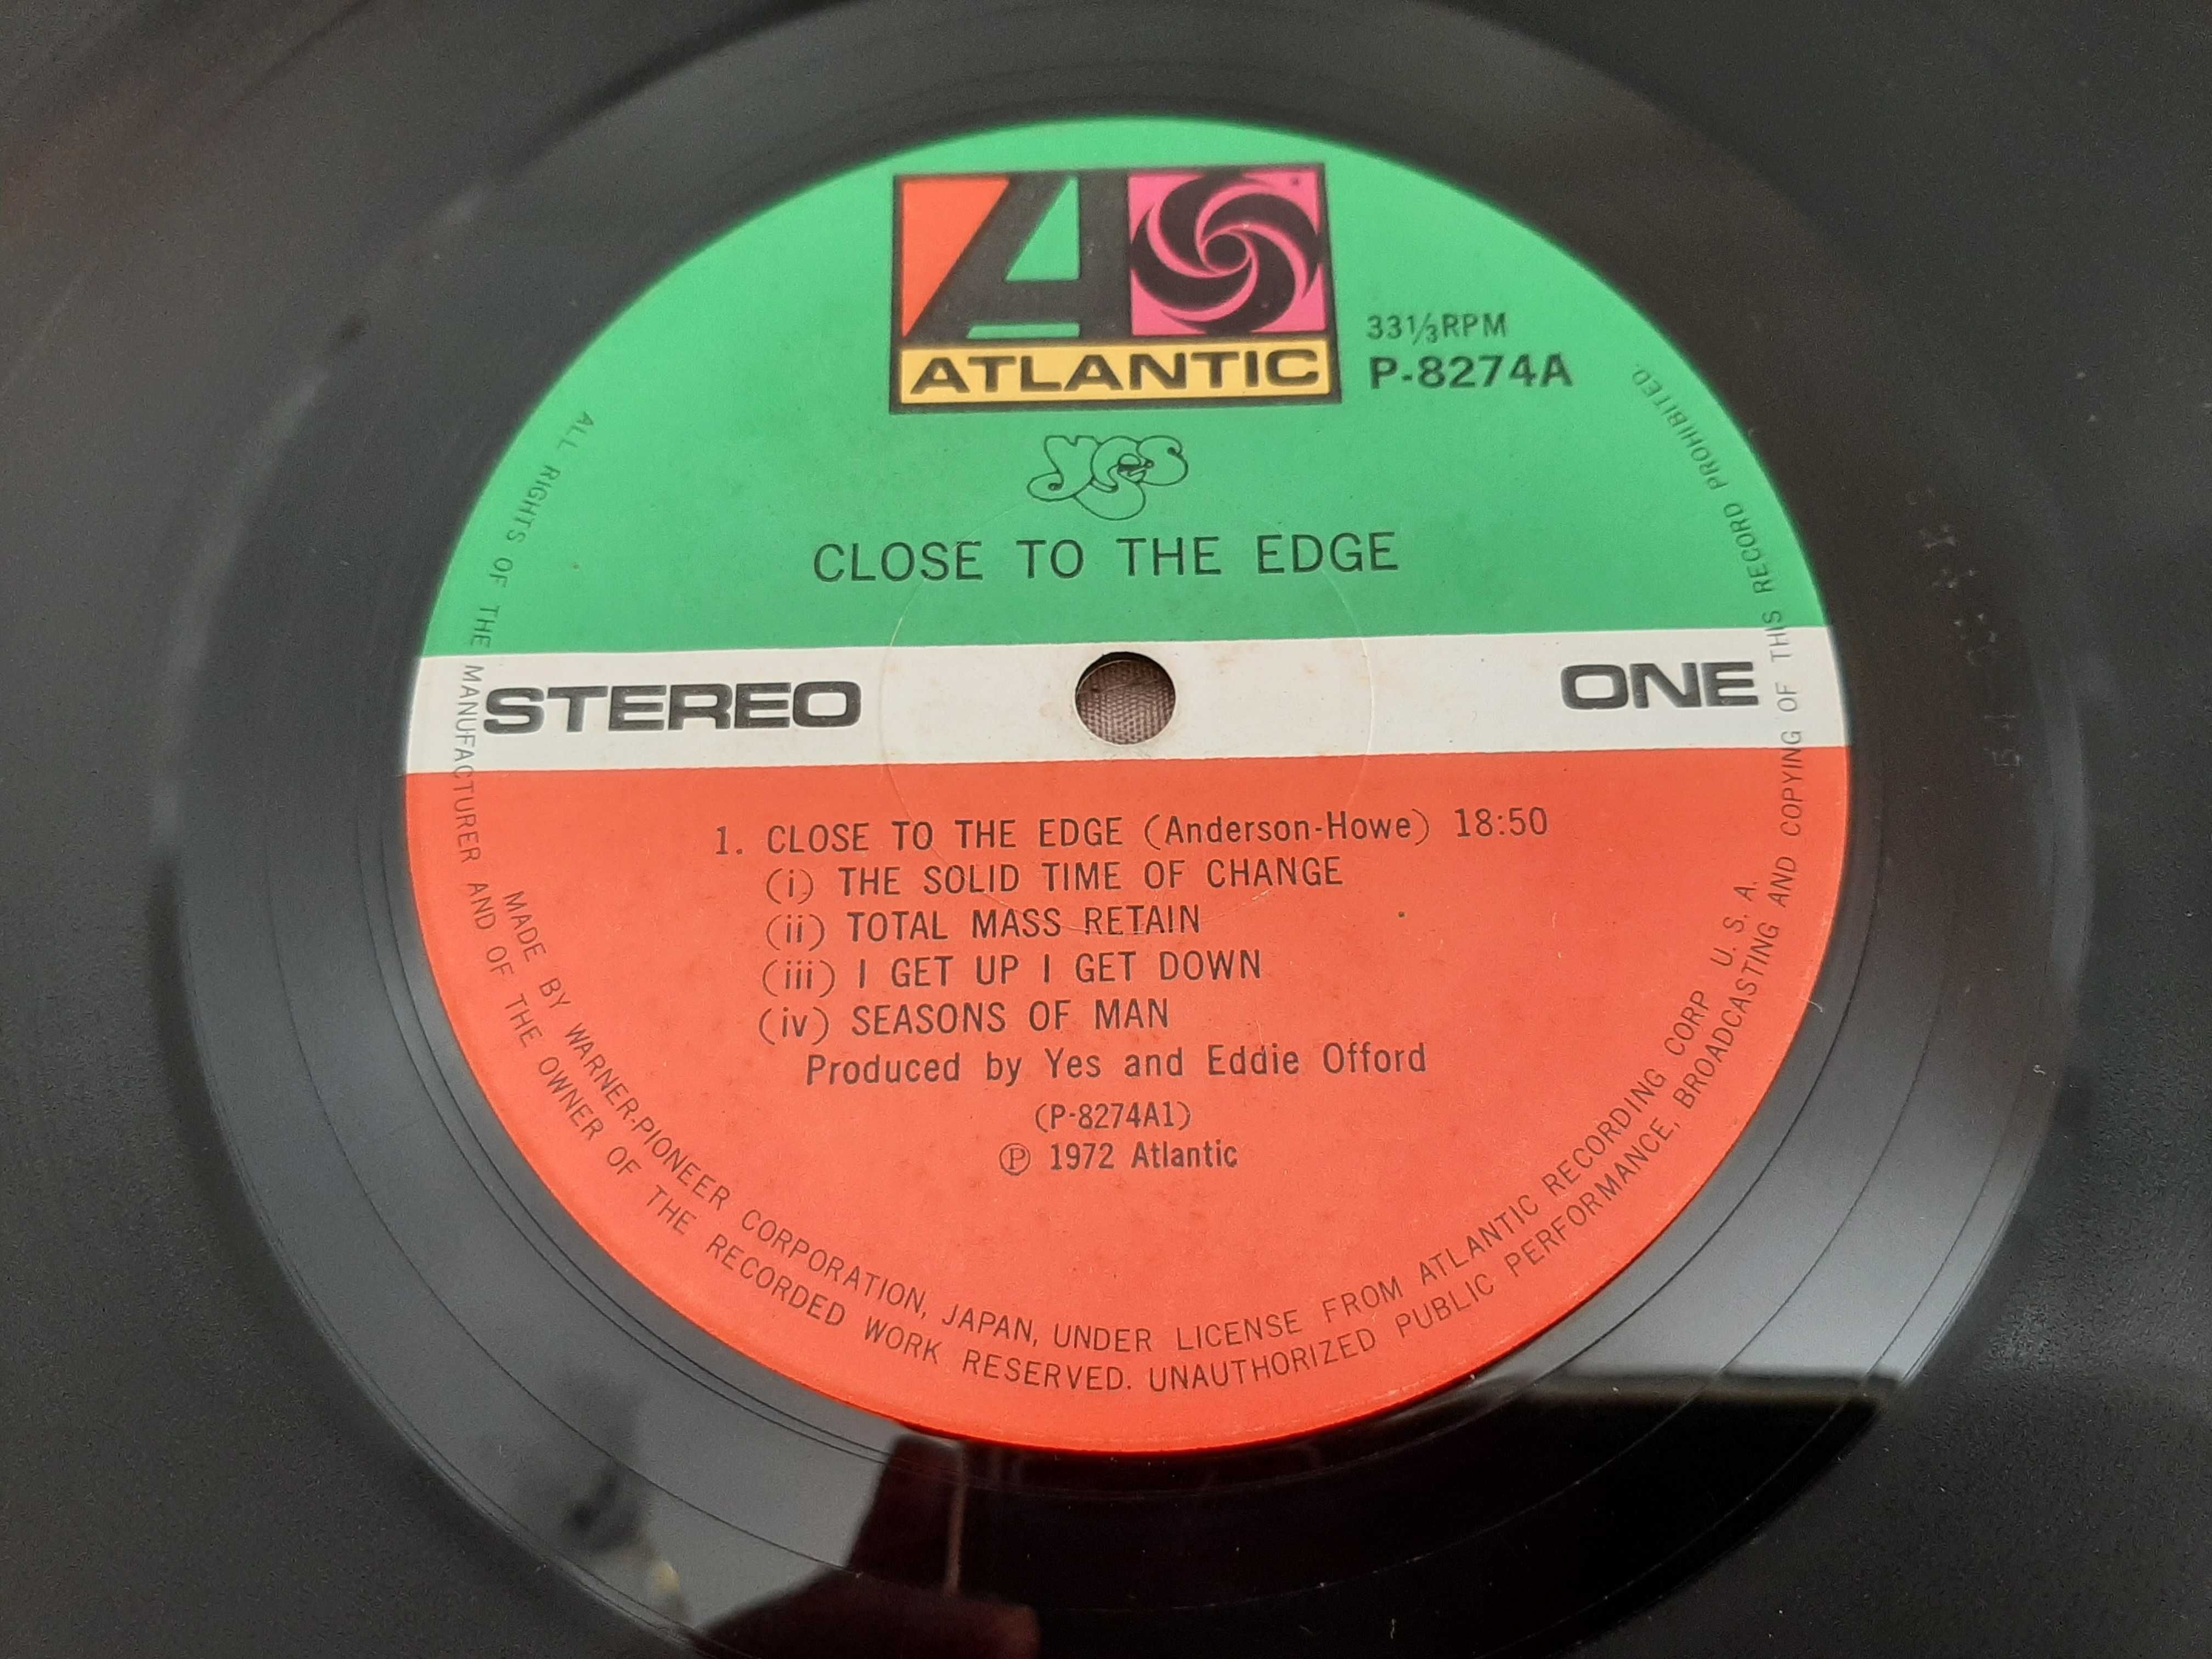 ATLANTIC
33 1/3 RPM
P-8274A
yes
CLOSE TO THE EDGE
STEREO
ONE
1. CLOSE TO THE EDGE (Anderson-Howe) 18:50
(i) THE SOLID TIME OF CHANGE
(ii) TOTAL MASS RETAIN
(iii) I GET UP I GET DOWN
(iv) SEASONS OF MAN
Produced by Yes and Eddie Offord
(P-8274A1)
Ⓟ 1972 Atlantic
MADE BY WARNER-PIONEER CORPORATION, JAPAN, UNDER LICENSE FROM ATLANTIC RECORDING CORP U. S. A.
ALL RIGHTS OF THE MANUFACTURER AND OF THE OWNER OF THE RECORDED WORK RESERVED. UNAUTHORIZED PUBLIC PERFORMANCE, BROADCASTING AND COPYING OF THIS RECORD PROHIBITED.